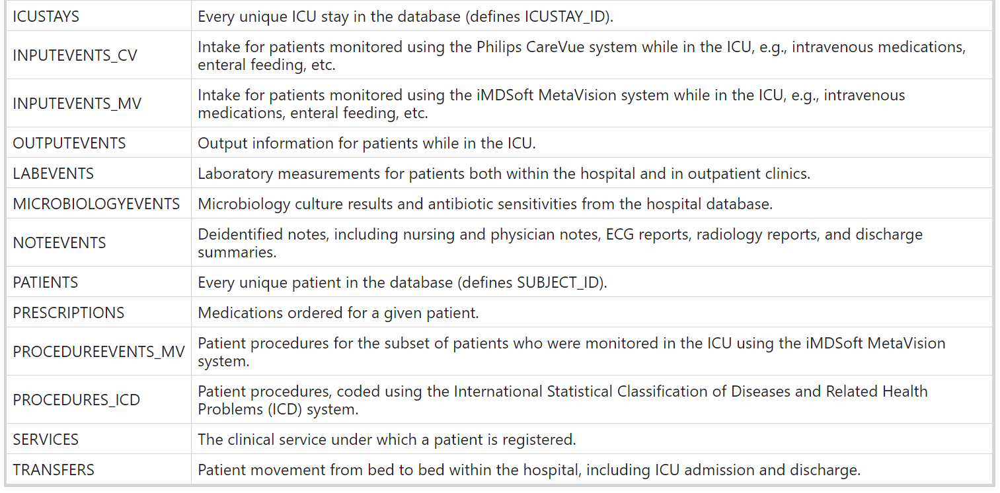 ICUSTAYS
Every unique ICU stay in the database (defines ICUSTAY_ID).
INPUTEVENTS_CV
Intake for patients monitored using the Philips CareVue system while in the ICU, e.g., intravenous medications,
enteral feeding, etc.
INPUTEVENTS_MV
Intake for patients monitored using the iMDSoft MetaVision system while in the ICU, e.g., intravenous
medications, enteral feeding, etc.
OUTPUTEVENTS
Output information for patients while in the ICU.
LABEVENTS
Laboratory measurements for patients both within the hospital and in outpatient clinics.
MICROBIOLOGYEVENTS
Microbiology culture results and antibiotic sensitivities from the hospital database.
NOTEEVENTS
Deidentified notes, including nursing and physician notes, ECG reports, radiology reports, and discharge
summaries.
PATIENTS
Every unique patient in the database (defines SUBJECT_ID).
PRESCRIPTIONS
Medications ordered for a given patient.
PROCEDUREEVENTS_MV
Patient procedures for the subset of patients who were monitored in the ICU using the iMDSoft MetaVision
system.
PROCEDURES_ICD
Patient procedures, coded using the International Statistical Classification of Diseases and Related Health
Problems (ICD) system.
SERVICES
The clinical service under which a patient is registered.
TRANSFERS
Patient movement from bed to bed within the hospital, including ICU admission and discharge.